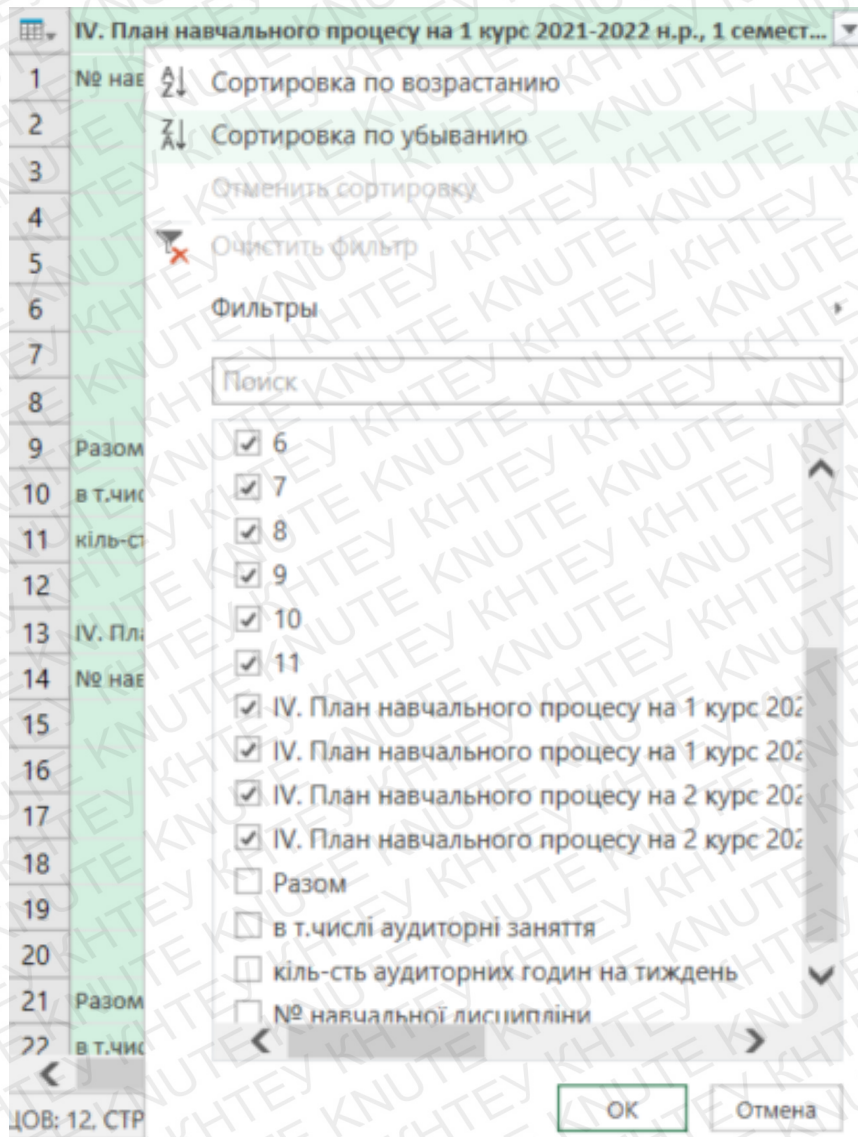 IV. План навчального процесу на 1 курс 2021-2022 н.р., 1 семест...
1 № нав
Сортировка по возрастанию
2
Сортировка по убыванию
3
Отменить сортировку
4
5
Очистить фильтр
6
Фильтры
7
Поиск
8
9 Разом
6
10 в т.чис
7
11 кіль-ст
8
12
9
10
13 IV. Пла
11
14 № нав
IV. План навчального процесу на 1 курс 202
15
IV. План навчального процесу на 1 курс 202
16
IV. План навчального процесу на 2 курс 202
17
IV. План навчального процесу на 2 курс 202
18
Разом
19
в т.числі аудиторні заняття
20
кіль-сть аудиторних годин на тиждень
21 Разом
№ навчальної дисципліни
22 в т.чис
ЦОВ: 12, СТР
ОК
Отмена
KNUTE КНТЕУ